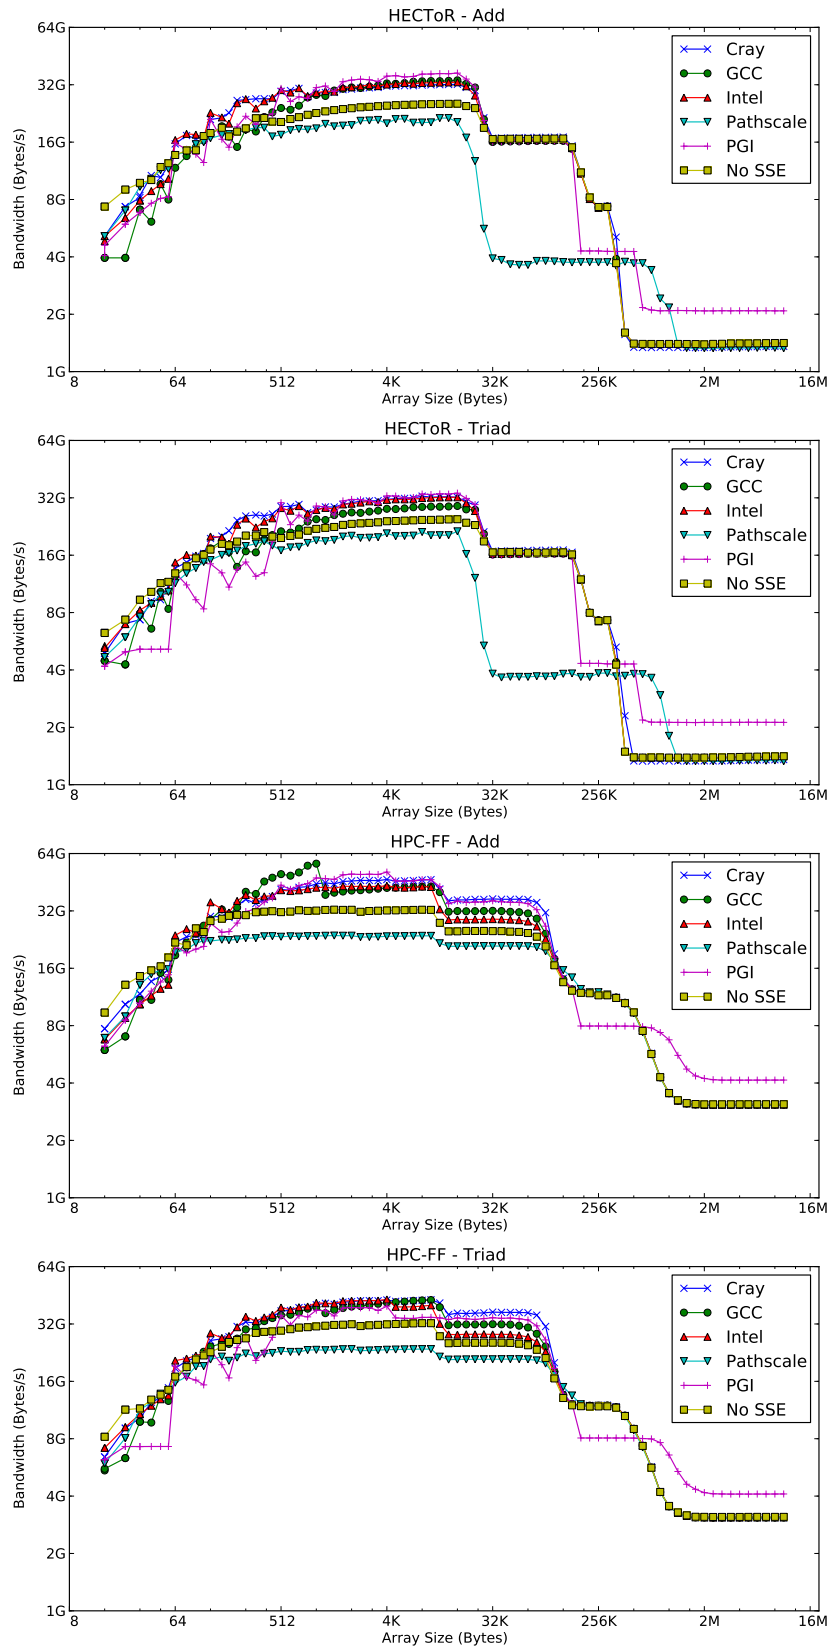 HECToR - Add
64G
32G
16G
8G
4G
2G
1G
Bandwidth (Bytes/s)
Cray
GCC
Intel
Pathscale
PGI
No SSE
8 64 512 4K 32K 256K 2M 16M
Array Size (Bytes)
HECToR - Triad
64G
32G
16G
8G
4G
2G
1G
Bandwidth (Bytes/s)
Cray
GCC
Intel
Pathscale
PGI
No SSE
8 64 512 4K 32K 256K 2M 16M
Array Size (Bytes)
HPC-FF - Add
64G
32G
16G
8G
4G
2G
1G
Bandwidth (Bytes/s)
Cray
GCC
Intel
Pathscale
PGI
No SSE
8 64 512 4K 32K 256K 2M 16M
Array Size (Bytes)
HPC-FF - Triad
64G
32G
16G
8G
4G
2G
1G
Bandwidth (Bytes/s)
Cray
GCC
Intel
Pathscale
PGI
No SSE
8 64 512 4K 32K 256K 2M 16M
Array Size (Bytes)